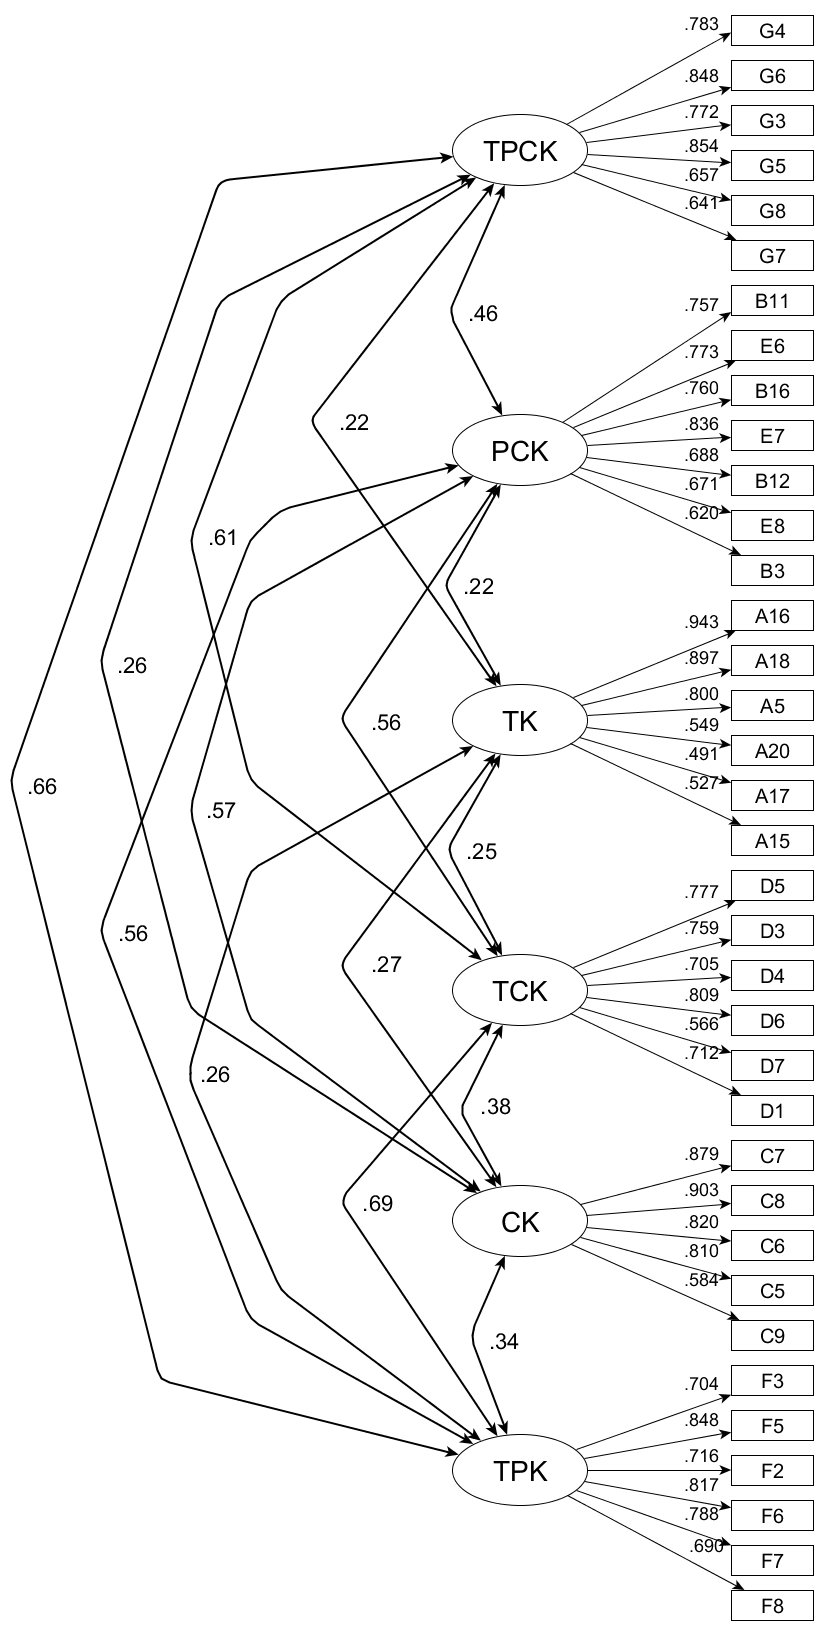 .783
G4
.848
G6
.772
G3
TPCK
.854
G5
.657
G8
.641
G7
.46
.757
B11
.773
E6
.760
B16
.22
PCK
.836
E7
.688
B12
.671
E8
.620
B3
.61
.22
.943
A16
.897
A18
.26
.800
A5
.56
TK
.549
A20
.491
A17
.527
A15
.66
.57
.25
.777
D5
.759
D3
.56
.27
.705
D4
TCK
.809
D6
.566
D7
.712
D1
.26
.38
.879
C7
.903
C8
.69
CK
.820
C6
.810
C5
.584
C9
.34
.704
F3
.848
F5
.716
F2
TPK
.817
F6
.788
F7
.690
F8